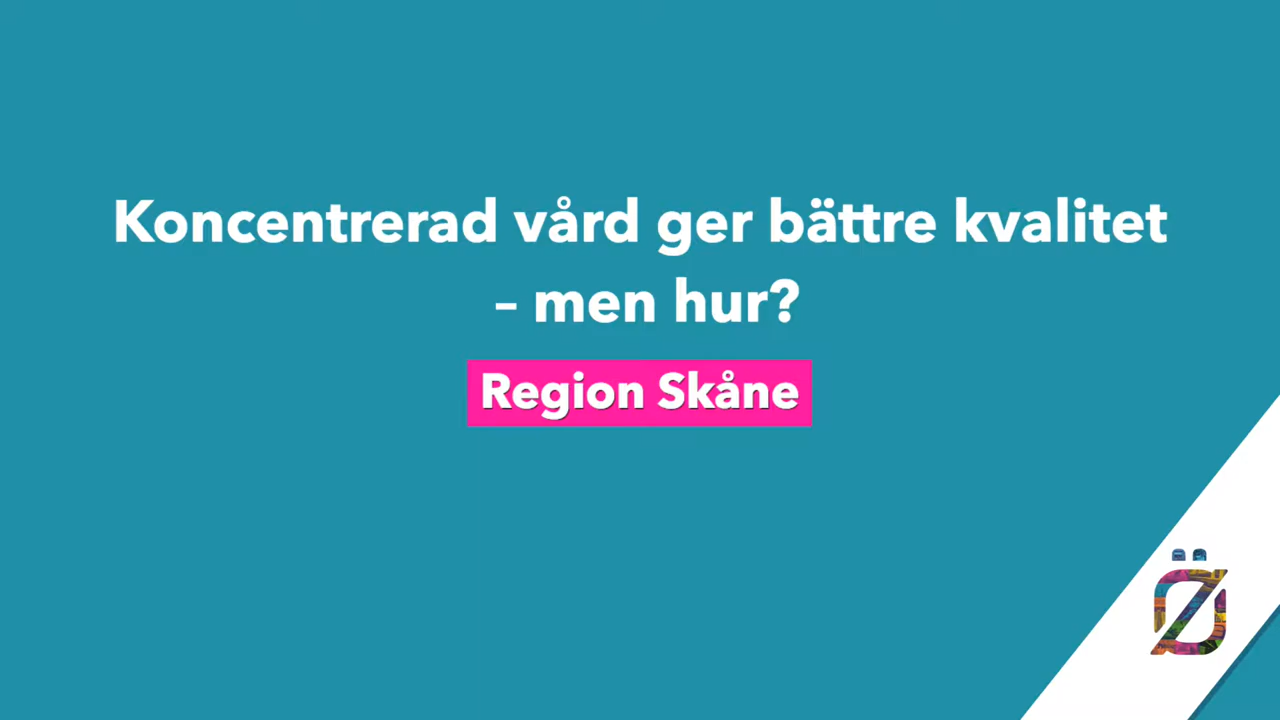 Koncentrerad vård ger bättre kvalitet
– men hur?
Region Skåne